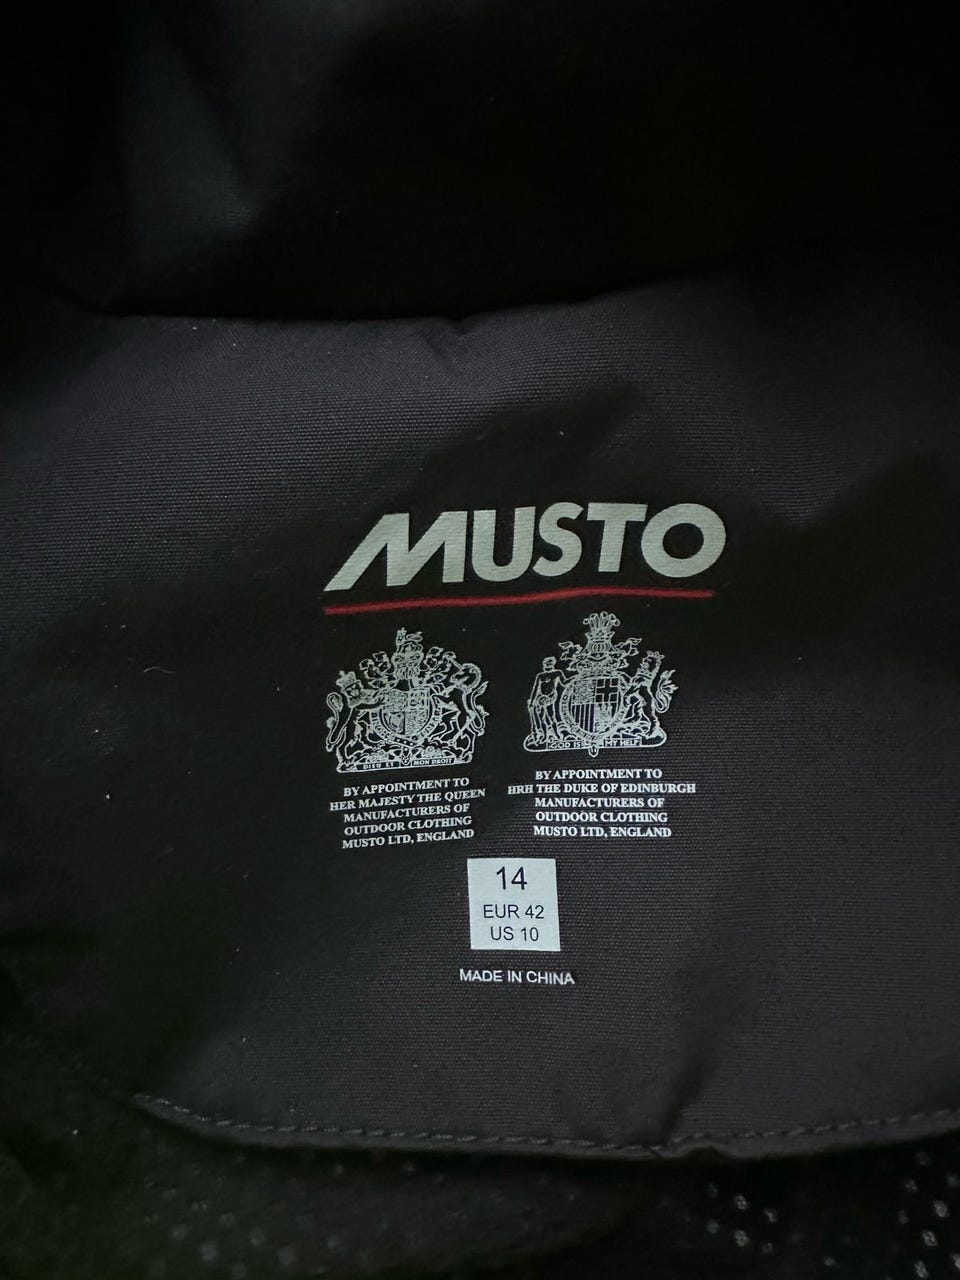 MUSTO
DIEU ET MON DROIT
GOD IS MY HELP
BY APPOINTMENT TO
HER MAJESTY THE QUEEN
MANUFACTURERS OF
OUTDOOR CLOTHING
MUSTO LTD, ENGLAND
BY APPOINTMENT TO
HRH THE DUKE OF EDINBURGH
MANUFACTURERS OF
OUTDOOR CLOTHING
MUSTO LTD, ENGLAND
14
EUR 42
US 10
MADE IN CHINA